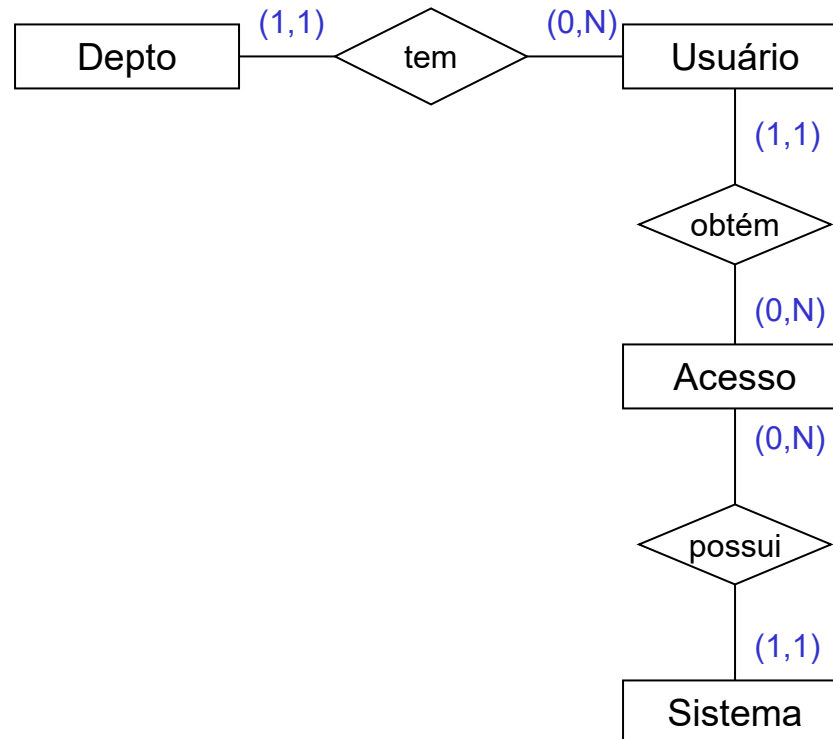 (1,1) (0,N)
Depto tem Usuário
(1,1)
obtém
(0,N)
Acesso
(0,N)
possui
(1,1)
Sistema